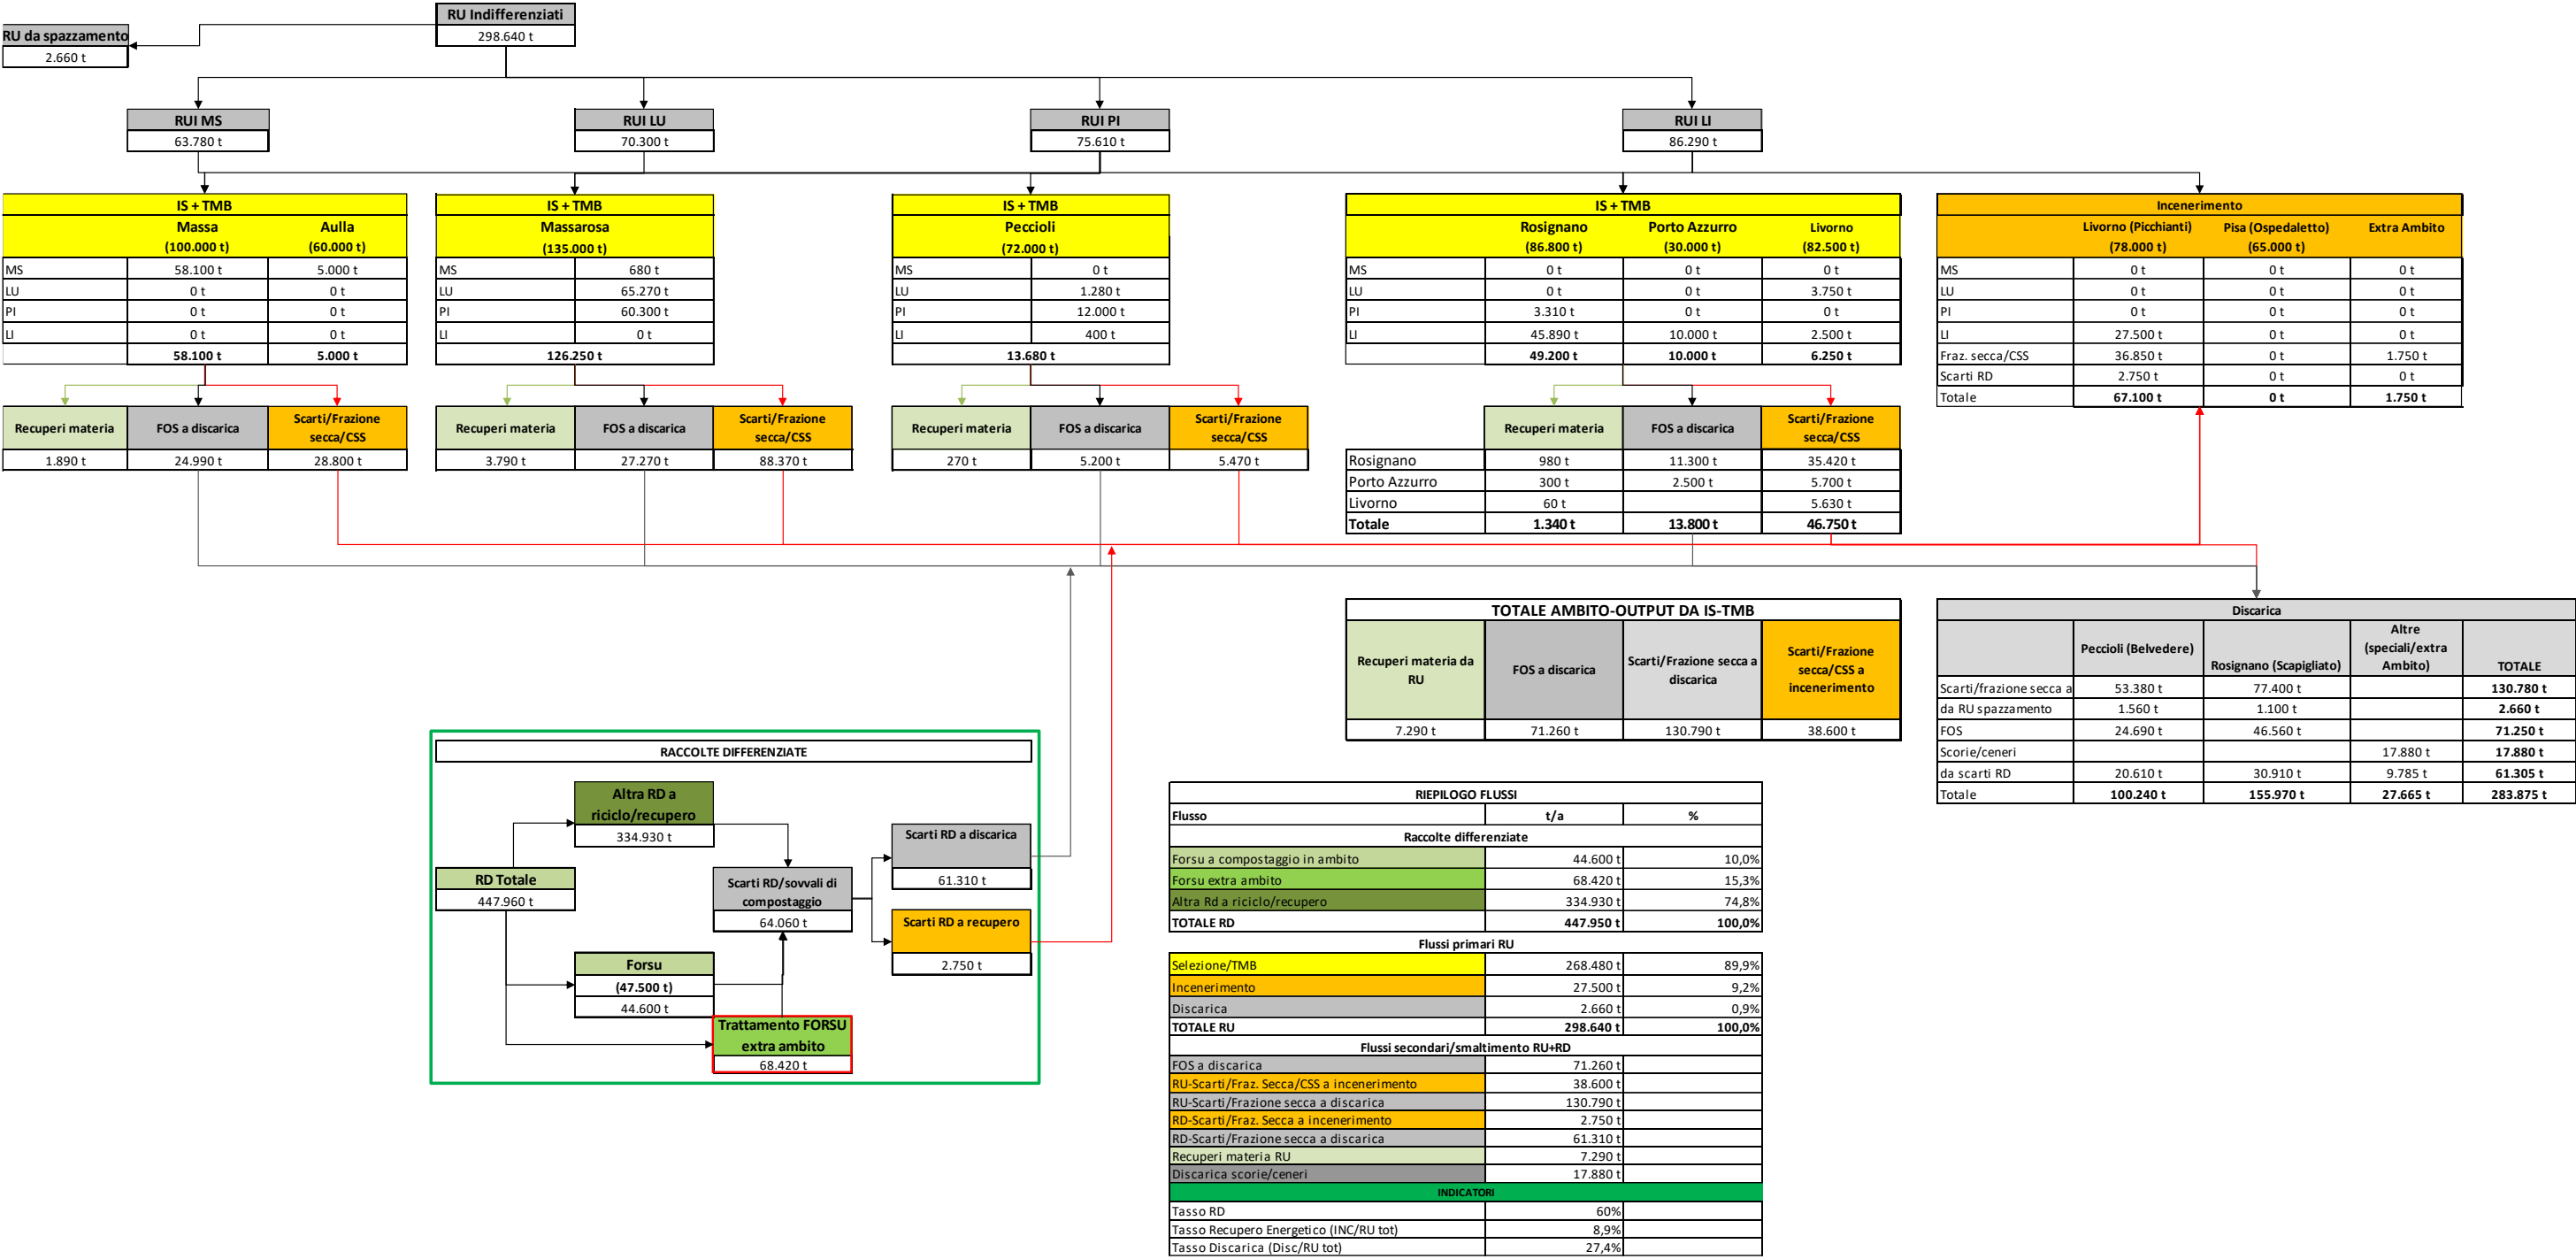 RU Indifferenziati
298.640 t
RU da spazzamento
2.660 t
RUI MS
63.780 t
RUI LU
70.300 t
RUI PI
75.610 t
RUI LI
86.290 t
IS + TMB
Massa Aulla
(100.000 t) (60.000 t)
MS 58.100 t 5.000 t
LU 0 t 0 t
PI 0 t 0 t
LI 0 t 0 t
58.100 t 5.000 t
Recuperi materia FOS a discarica Scarti/Frazione
secca/CSS
1.890 t 24.990 t 28.800 t
IS + TMB
Massarosa
(135.000 t)
MS 680 t
LU 65.270 t
PI 60.300 t
LI 0 t
126.250 t
Recuperi materia FOS a discarica Scarti/Frazione
secca/CSS
3.790 t 27.270 t 88.370 t
IS + TMB
Peccioli
(72.000 t)
MS 0 t
LU 1.280 t
PI 12.000 t
LI 400 t
13.680 t
Recuperi materia FOS a discarica Scarti/Frazione
secca/CSS
270 t 5.200 t 5.470 t
IS + TMB
Rosignano Porto Azzurro Livorno
(86.800 t) (30.000 t) (82.500 t)
MS 0 t 0 t 0 t
LU 0 t 0 t 3.750 t
PI 3.310 t 0 t 0 t
LI 45.890 t 10.000 t 2.500 t
49.200 t 10.000 t 6.250 t
Recuperi materia FOS a discarica Scarti/Frazione
secca/CSS
Rosignano 980 t 11.300 t 35.420 t
Porto Azzurro 300 t 2.500 t 5.700 t
Livorno 60 t 5.630 t
Totale 1.340 t 13.800 t 46.750 t
Incenerimento
Livorno (Picchianti) Pisa (Ospedaletto) Extra Ambito
(78.000 t) (65.000 t)
MS 0 t 0 t 0 t
LU 0 t 0 t 0 t
PI 0 t 0 t 0 t
LI 27.500 t 0 t 0 t
Fraz. secca/CSS 36.850 t 0 t 1.750 t
Scarti RD 2.750 t 0 t 0 t
Totale 67.100 t 0 t 1.750 t
TOTALE AMBITO-OUTPUT DA IS-TMB
Recuperi materia da
RU
FOS a discarica
Scarti/Frazione secca a
discarica
Scarti/Frazione
secca/CSS a
incenerimento
7.290 t 71.260 t 130.790 t 38.600 t
Discarica
Peccioli (Belvedere) Rosignano (Scapigliato)
Altre
(speciali/extra
Ambito)
TOTALE
Scarti/frazione secca a 53.380 t 77.400 t 130.780 t
da RU spazzamento 1.560 t 1.100 t 2.660 t
FOS 24.690 t 46.560 t 71.250 t
Scorie/ceneri 17.880 t 17.880 t
da scarti RD 20.610 t 30.910 t 9.785 t 61.305 t
Totale 100.240 t 155.970 t 27.665 t 283.875 t
RACCOLTE DIFFERENZIATE
Altra RD a
riciclo/recupero
334.930 t
RD Totale
447.960 t
Scarti RD/sovvali di
compostaggio
64.060 t
Scarti RD a discarica
61.310 t
Scarti RD a recupero
2.750 t
Forsu
(47.500 t)
44.600 t
Trattamento FORSU
extra ambito
68.420 t
RIEPILOGO FLUSSI
Flusso t/a %
Raccolte differenziate
Forsu a compostaggio in ambito 44.600 t 10,0%
Forsu extra ambito 68.420 t 15,3%
Altra Rd a riciclo/recupero 334.930 t 74,8%
TOTALE RD 447.950 t 100,0%
Flussi primari RU
Selezione/TMB 268.480 t 89,9%
Incenerimento 27.500 t 9,2%
Discarica 2.660 t 0,9%
TOTALE RU 298.640 t 100,0%
Flussi secondari/smaltimento RU+RD
FOS a discarica 71.260 t
RU-Scarti/Fraz. Secca/CSS a incenerimento 38.600 t
RU-Scarti/Frazione secca a discarica 130.790 t
RD-Scarti/Fraz. Secca a incenerimento 2.750 t
RD-Scarti/Frazione secca a discarica 61.310 t
Recuperi materia RU 7.290 t
Discarica scorie/ceneri 17.880 t
INDICATORI
Tasso RD 60%
Tasso Recupero Energetico (INC/RU tot) 8,9%
Tasso Discarica (Disc/RU tot) 27,4%